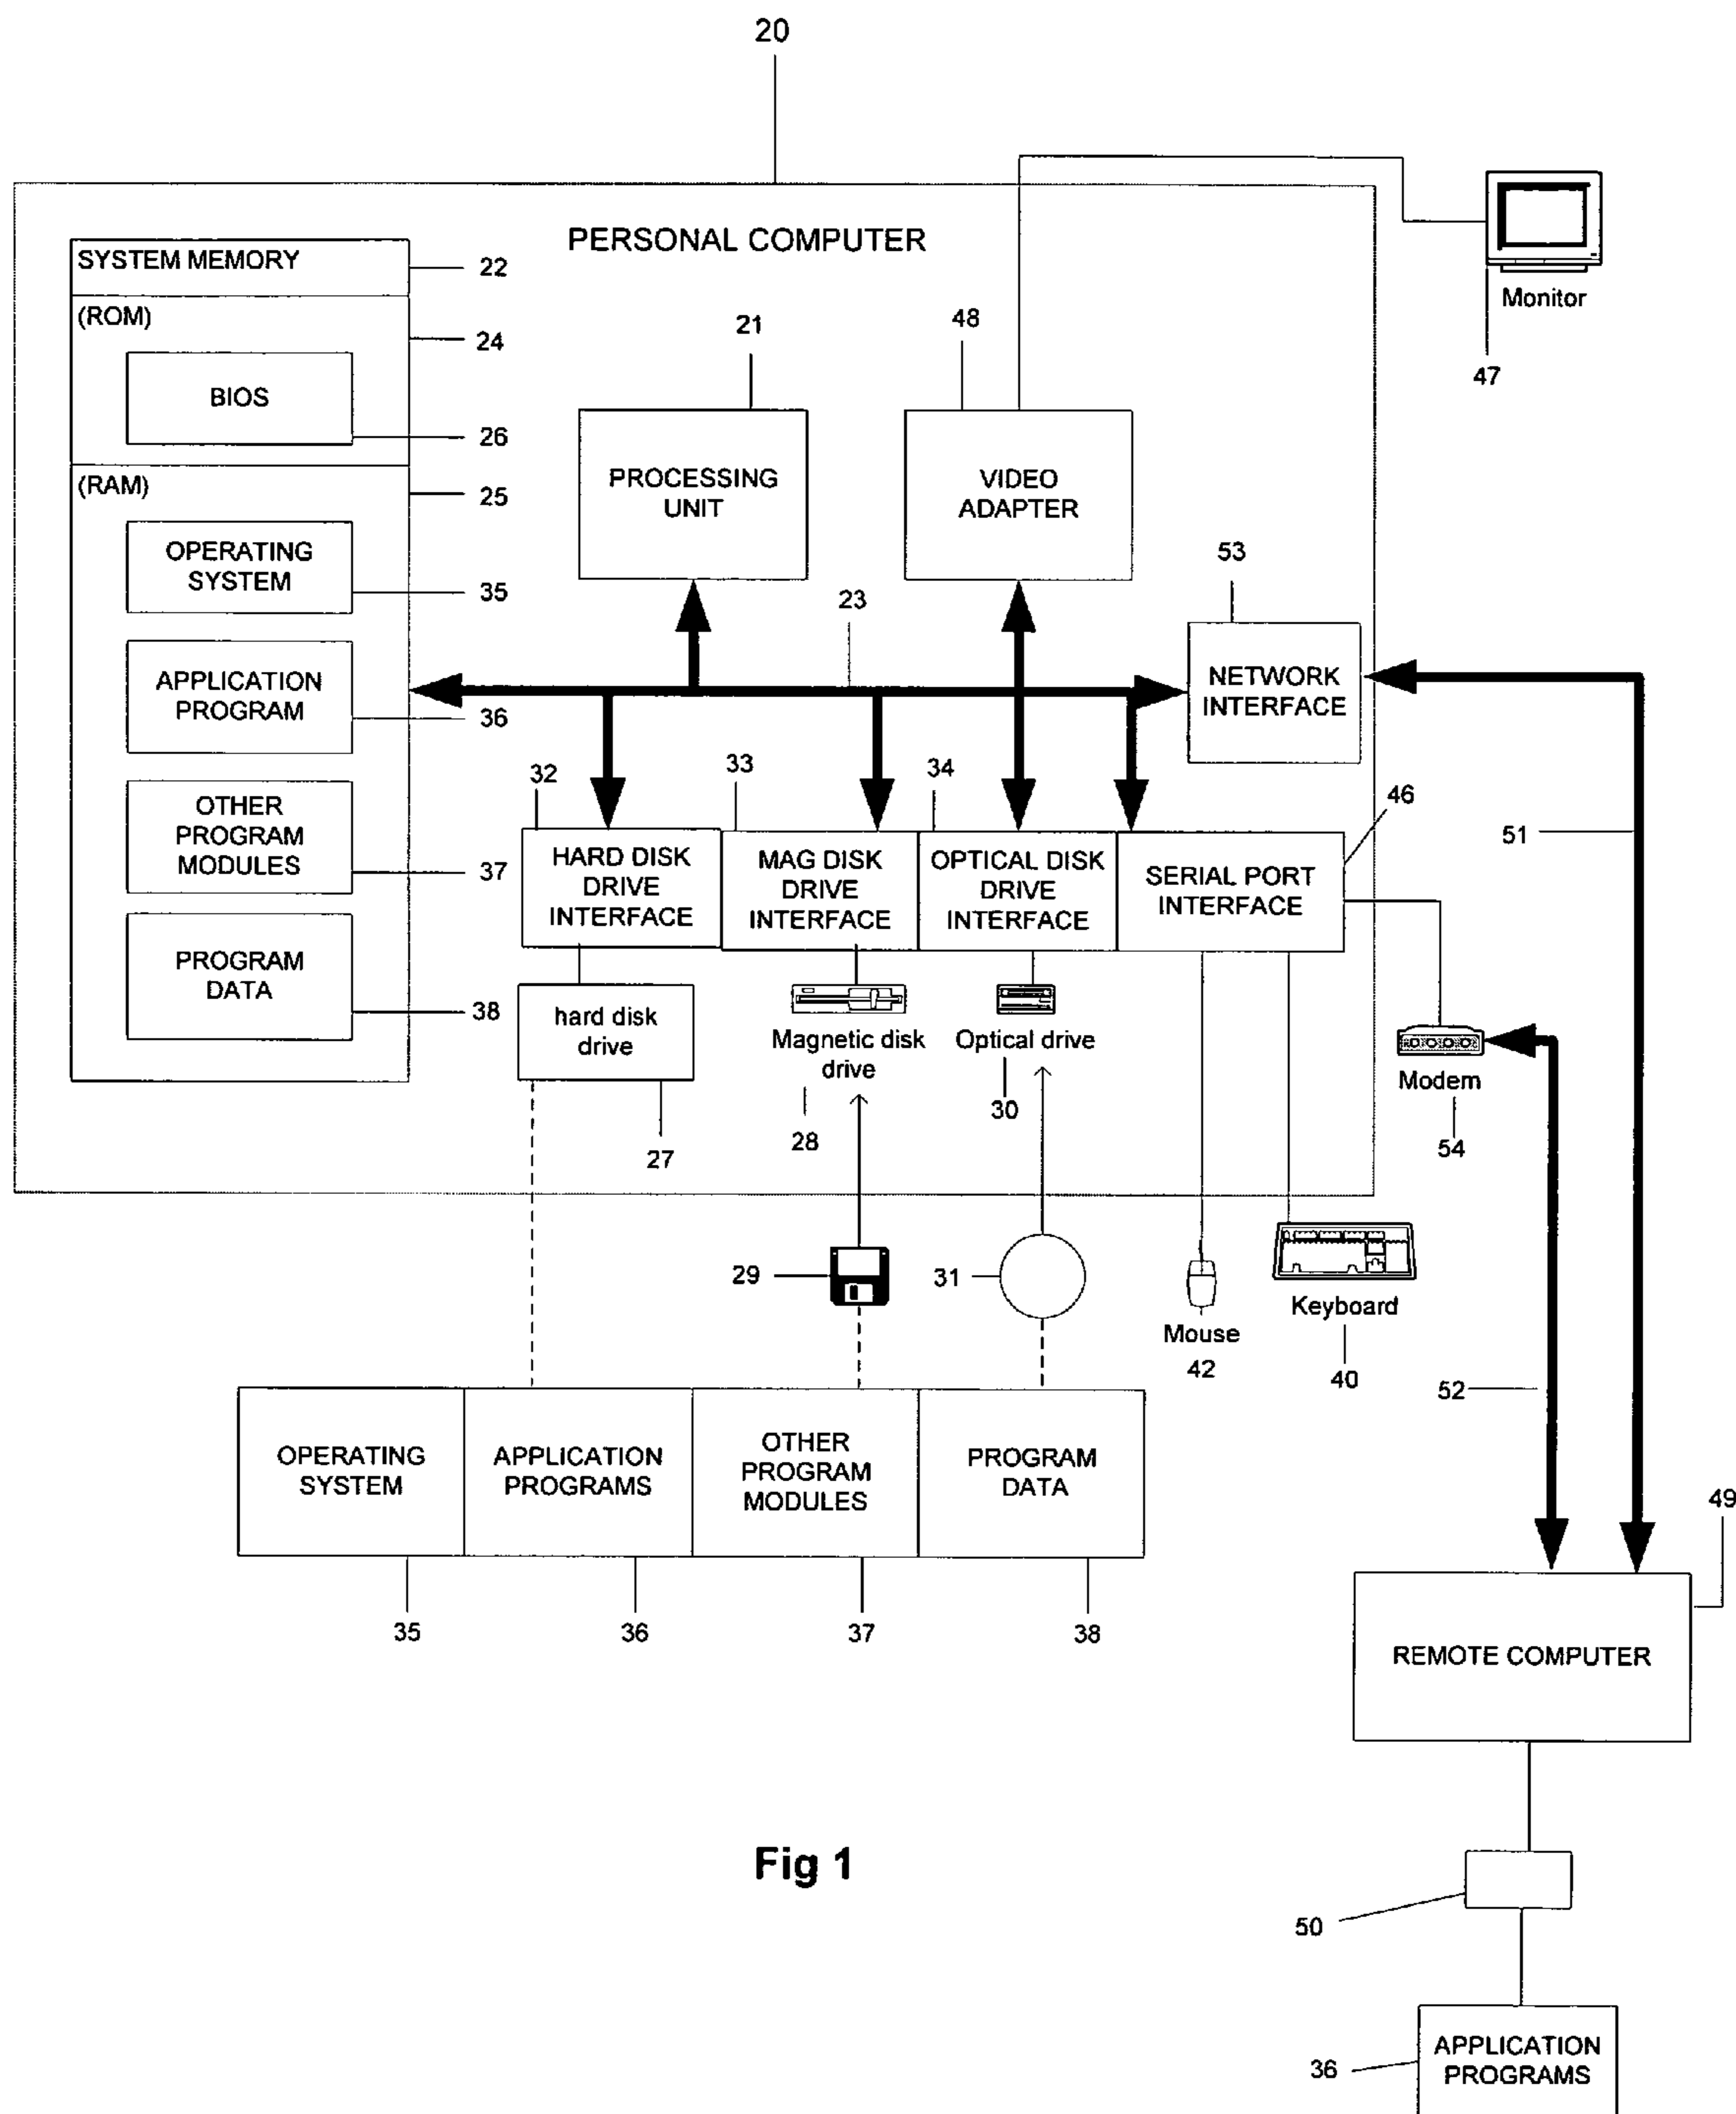 20
PERSONAL COMPUTER
SYSTEM MEMORY
22
(ROM)
24
BIOS
26
(RAM)
25
OPERATING
SYSTEM
35
APPLICATION
PROGRAM
36
OTHER
PROGRAM
MODULES
37
PROGRAM
DATA
38
21
PROCESSING
UNIT
48
VIDEO
ADAPTER
Monitor
47
23
53
NETWORK
INTERFACE
32
HARD DISK
DRIVE
INTERFACE
33
MAG DISK
DRIVE
INTERFACE
34
OPTICAL DISK
DRIVE
INTERFACE
46
SERIAL PORT
INTERFACE
51
hard disk
drive
27
Magnetic disk
drive
28
Optical drive
30
Modem
54
29
31
Mouse
42
Keyboard
40
52
OPERATING
SYSTEM
APPLICATION
PROGRAMS
OTHER
PROGRAM
MODULES
PROGRAM
DATA
35
36
37
38
49
REMOTE COMPUTER
Fig 1
50
36
APPLICATION
PROGRAMS